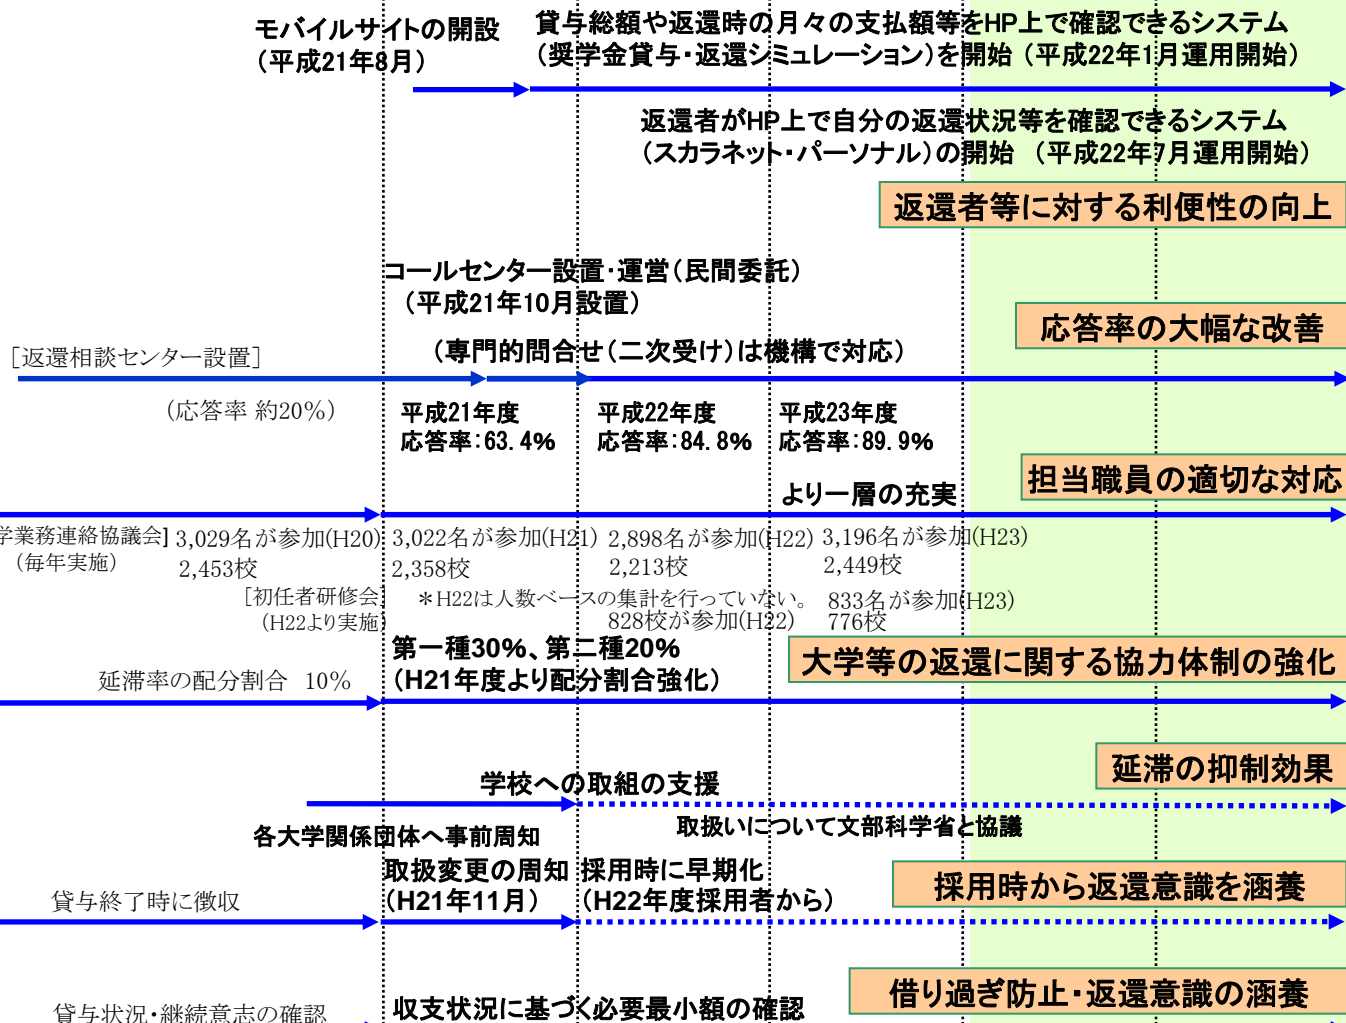 モバイルサイトの開設
（平成21年8月）
貸与総額や返還時の月々の支払額等をHP上で確認できるシステム
（奨学金貸与・返還シミュレーション）を開始（平成22年1月運用開始）
返還者がHP上で自分の返還状況等を確認できるシステム
（スカラネット・パーソナル）の開始 （平成22年7月運用開始）
返還者等に対する利便性の向上
コールセンター設置・運営（民間委託）
（平成21年10月設置）
応答率の大幅な改善
［返還相談センター設置］
（専門的問合せ（二次受け）は機構で対応）
（応答率 約20％）
平成21年度
応答率：63.4％
平成22年度
応答率：84.8％
平成23年度
応答率：89.9％
担当職員の適切な対応
より一層の充実
学業務連絡協議会］
（毎年実施）
3,029名が参加(H20)
2,453校
3,022名が参加(H21)
2,358校
2,898名が参加(H22)
2,213校
3,196名が参加(H23)
2,449校
［初任者研修会］
（H22より実施）
＊H22は人数ベースの集計を行っていない。
828校が参加(H22)
833名が参加(H23)
776校
第一種30％、第二種20％
（H21年度より配分割合強化）
大学等の返還に関する協力体制の強化
延滞率の配分割合 10％
延滞の抑制効果
学校への取組の支援
取扱いについて文部科学省と協議
各大学関係団体へ事前周知
取扱変更の周知
（H21年11月）
採用時に早期化
（H22年度採用者から）
採用時から返還意識を涵養
貸与終了時に徴収
借り過ぎ防止・返還意識の涵養
収支状況に基づく必要最小額の確認
貸与状況・継続意志の確認